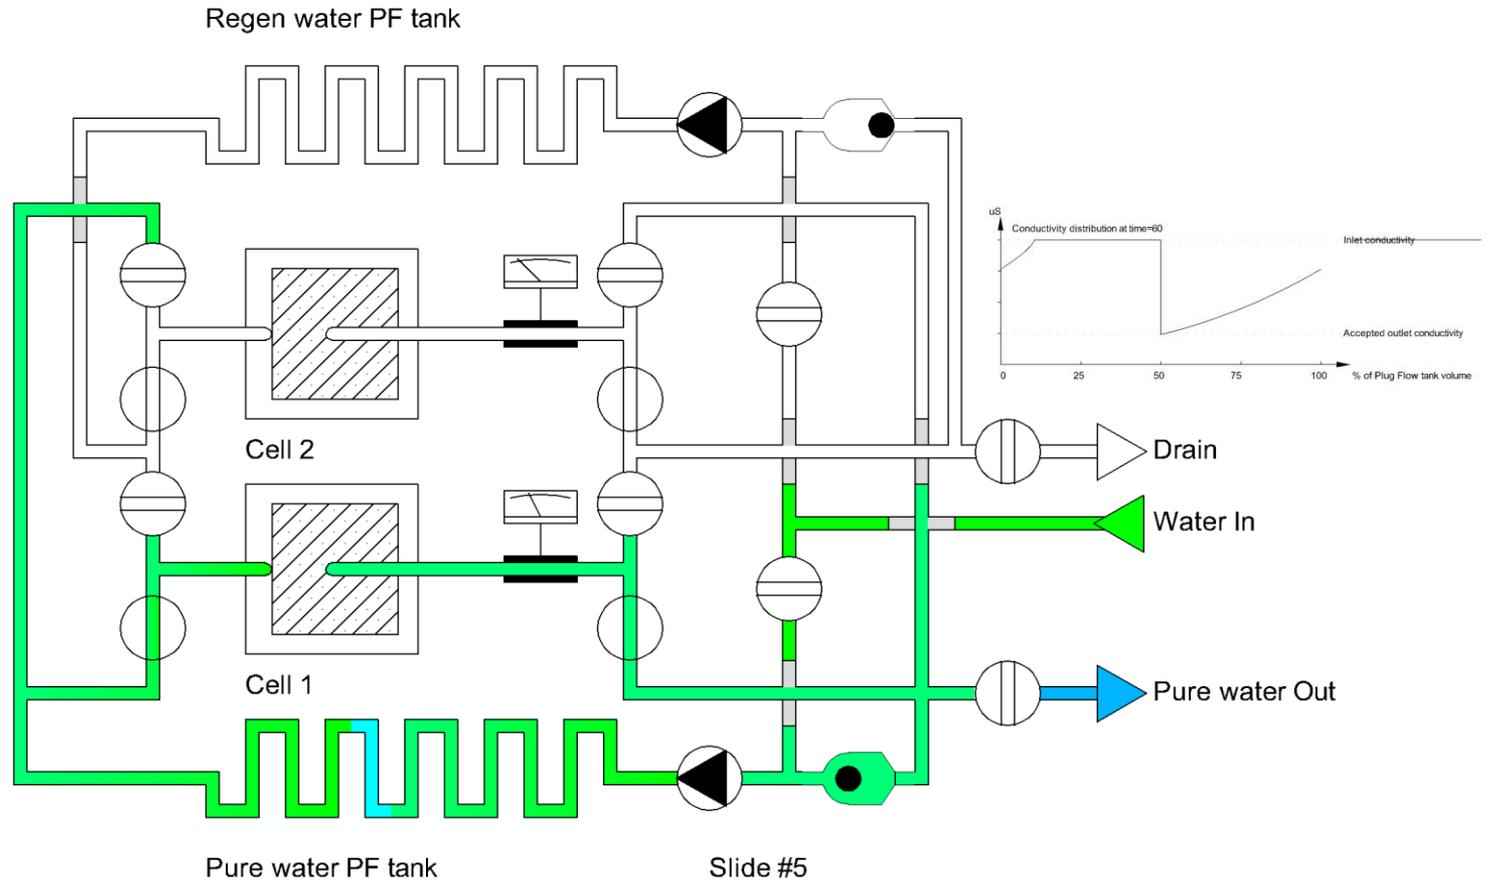 Regen water PF tank
uS
Conductivity distribution at time=60
Inlet conductivity
Accepted outlet conductivity
0 25 50 75 100 % of Plug Flow tank volume
Cell 2
Drain
Water In
Cell 1
Pure water Out
Pure water PF tank
Slide #5